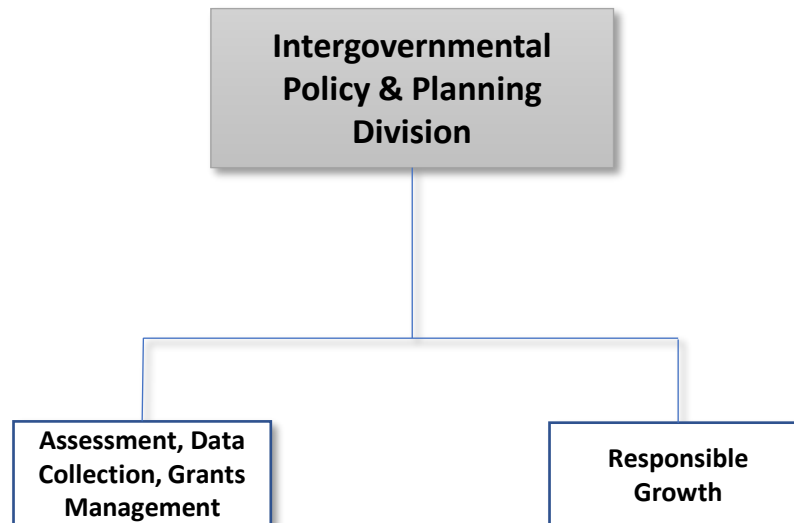 Intergovernmental
Policy & Planning
Division
Assessment, Data
Collection, Grants
Management
Responsible
Growth